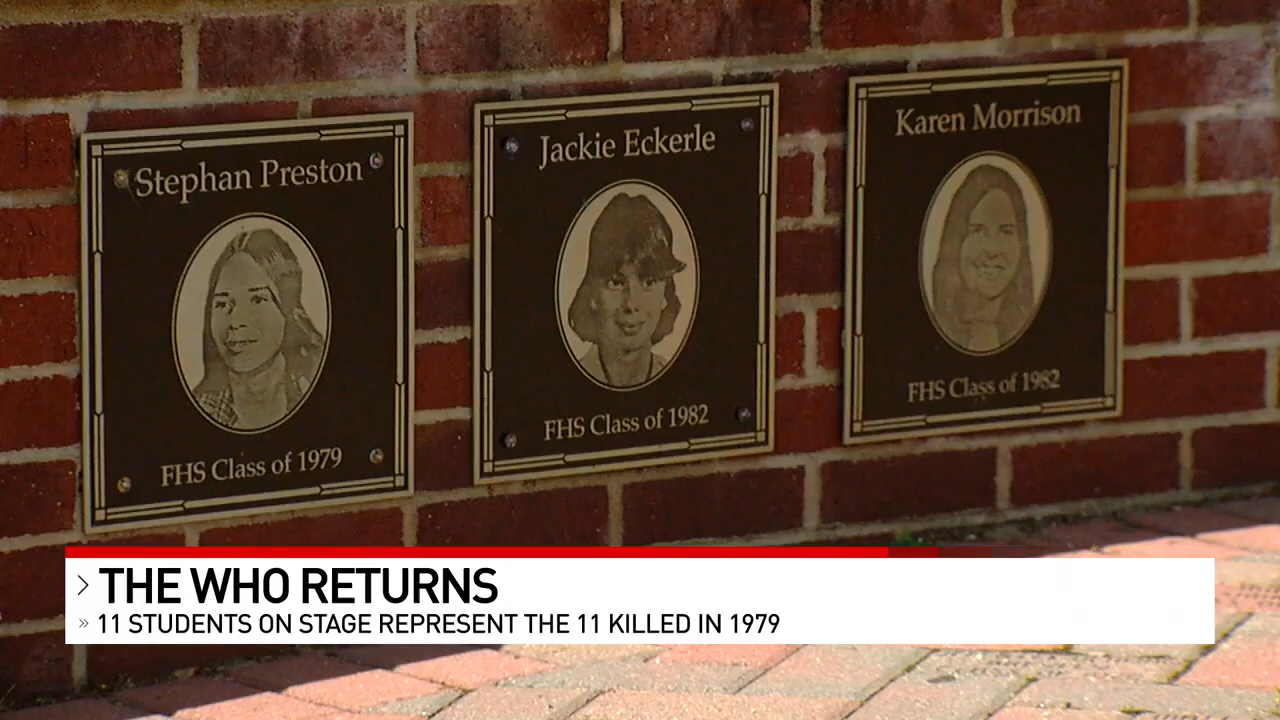 Stephan Preston
FHS Class of 1979
Jackie Eckerle
FHS Class of 1982
Karen Morrison
FHS Class of 1982
THE WHO RETURNS
11 STUDENTS ON STAGE REPRESENT THE 11 KILLED IN 1979